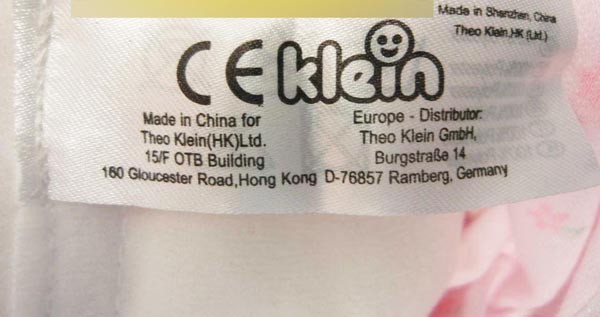 Made in Shenzhen, China
Theo Klein,HK (Ltd.)
CE klein
Made in China for
Theo Klein(HK)Ltd.
15/F OTB Building
160 Gloucester Road,Hong Kong
Europe - Distributor:
Theo Klein GmbH,
Burgstraße 14
D-76857 Ramberg, Germany